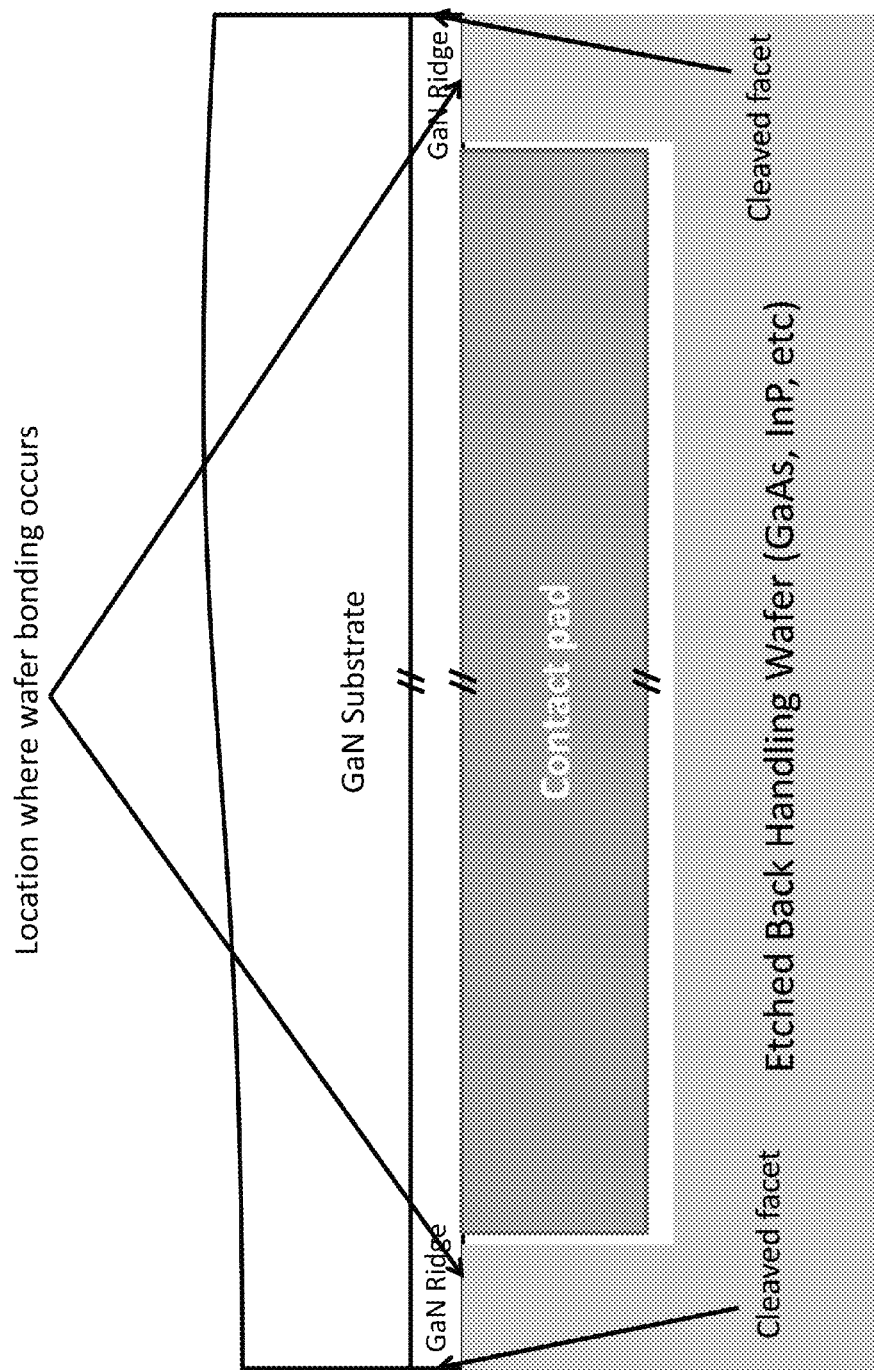 Location where wafer bonding occurs
GaN Substrate
GaN Ridge
GaN Ridge
Contact pad
Cleaved facet
Etched Back Handling Wafer (GaAs, InP, etc)
Cleaved facet